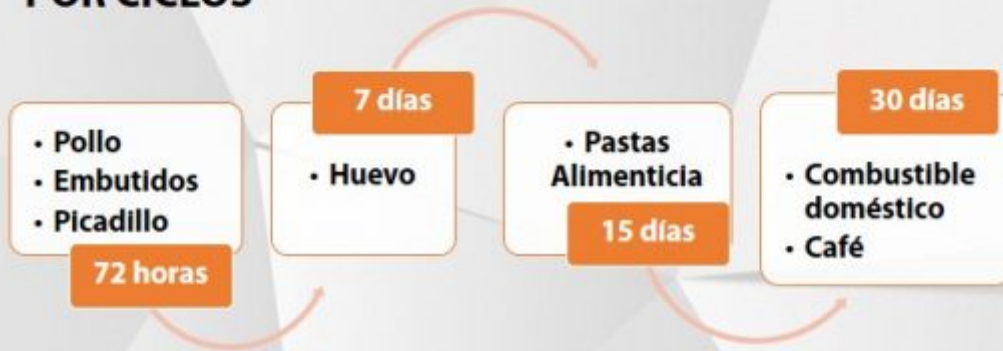 POR CICLOS
7 días
30 días
• Pollo
• Embutidos
• Picadillo
72 horas
• Huevo
• Pastas
Alimenticia
15 días
• Combustible
doméstico
• Café